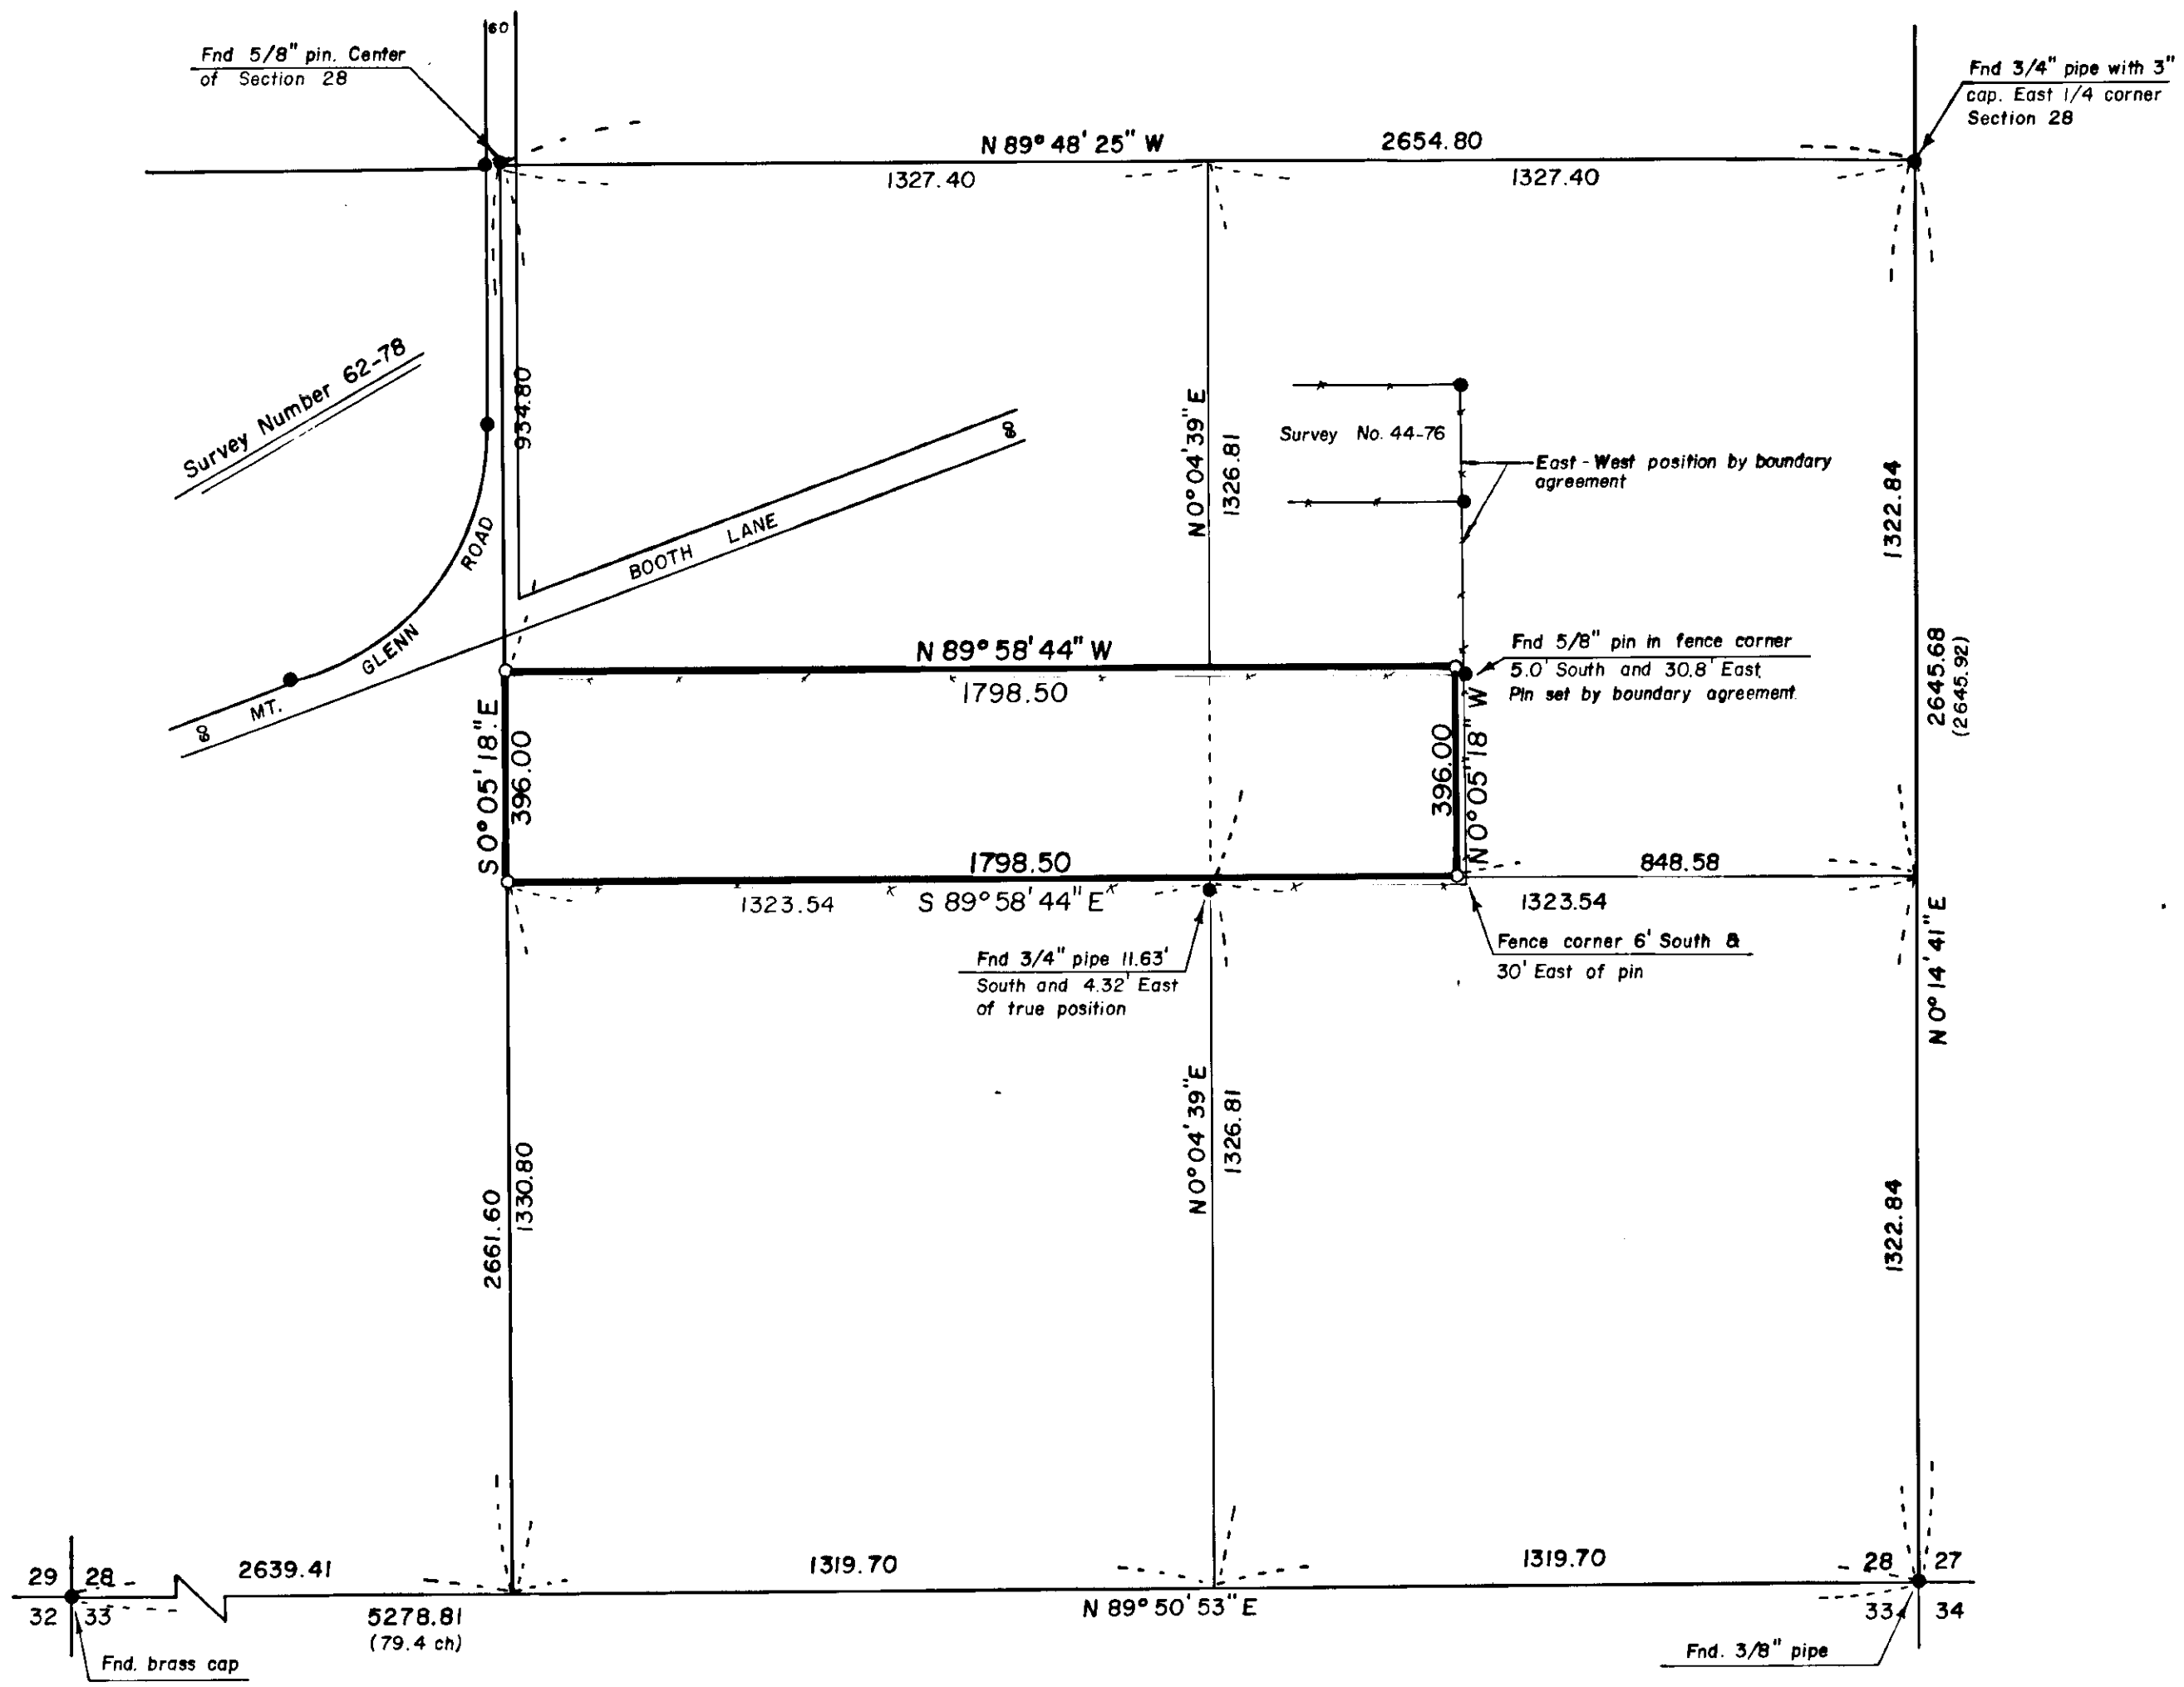 60
Fnd 5/8" pin. Center
of Section 28
Fnd 3/4" pipe with 3"
cap. East 1/4 corner
Section 28
N 89° 48' 25" W
2654.80
1327.40
1327.40
Survey Number 62-78
934.80
N 0° 04' 39" E
1326.81
Survey No. 44-76
East-West position by boundary
agreement
1322.84
60
BOOTH LANE
MT. GLENN ROAD
60
N 89° 58' 44" W
1798.50
Fnd 5/8" pin in fence corner
5.0' South and 30.8' East.
Pin set by boundary agreement.
2645.68
(2645.92)
S 0° 05' 18" E
396.00
396.00
N 0° 05' 18" W
1798.50
848.58
1323.54
S 89° 58' 44" E
1323.54
Fnd 3/4" pipe 11.63'
South and 4.32' East
of true position
Fence corner 6' South &
30' East of pin
N 0° 14' 41" E
N 0° 04' 39" E
1326.81
2661.60
1330.80
1322.84
29 28
32 33
2639.41
1319.70
1319.70
28 27
33 34
5278.81
(79.4 ch)
N 89° 50' 53" E
Fnd. brass cap
Fnd. 3/8" pipe